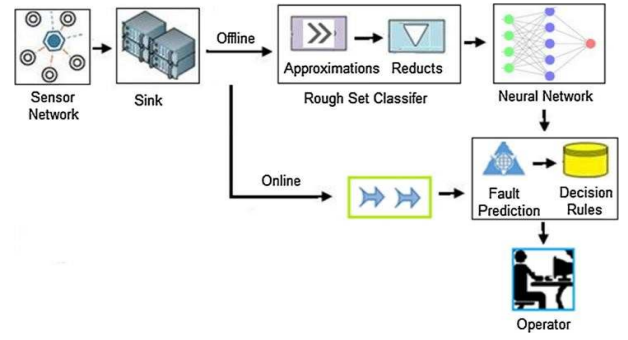 Offline
Approximations Reducts
Rough Set Classifer
Sensor
Network
Sink
Neural Network
Online
Fault
Prediction
Decision
Rules
Operator